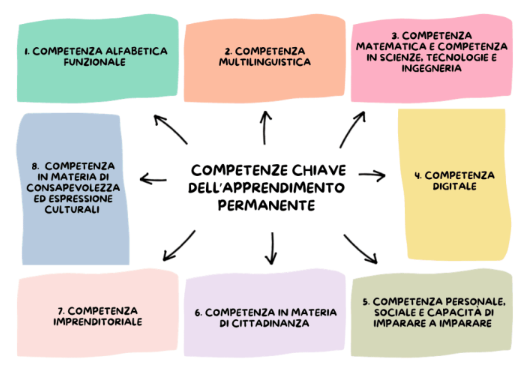 1. COMPETENZA ALFABETICA
FUNZIONALE
2. COMPETENZA
MULTILINGUISTICA
3. COMPETENZA
MATEMATICA E COMPETENZA
IN SCIENZE, TECNOLOGIE E
INGEGNERIA
8. COMPETENZA
IN MATERIA DI
CONSAPEVOLEZZA
ED ESPRESSIONE
CULTURALI
COMPETENZE CHIAVE
DELL'APPRENDIMENTO
PERMANENTE
4. COMPETENZA
DIGITALE
7. COMPETENZA
IMPRENDITORIALE
6. COMPETENZA IN MATERIA
DI CITTADINANZA
5. COMPETENZA PERSONALE,
SOCIALE E CAPACITÀ DI
IMPARARE A IMPARARE